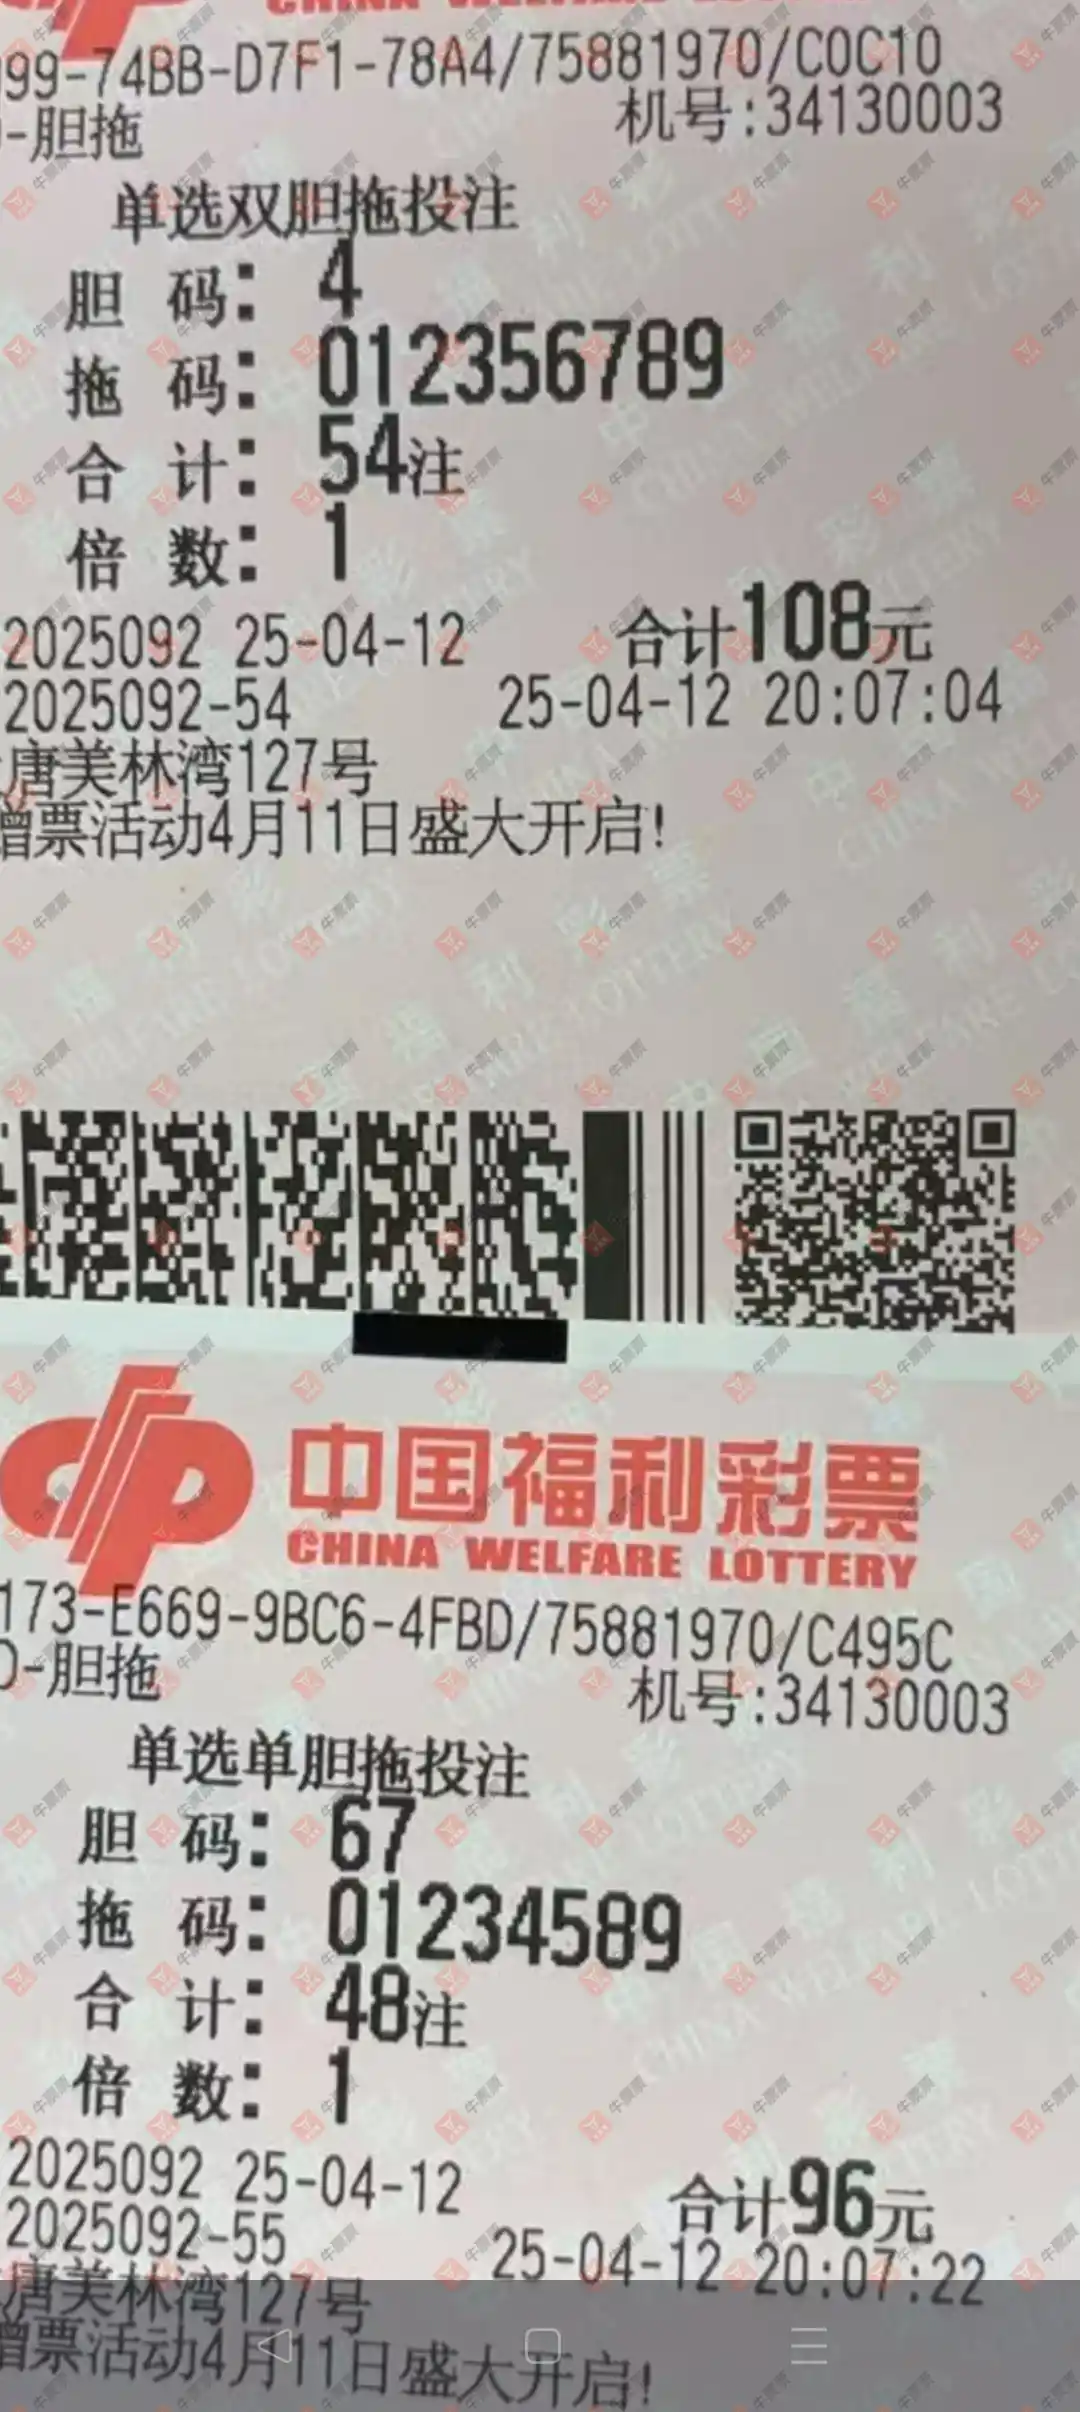 CHINA WELFARE LOTTERY
99-74BB-D7F1-78A4/75881970/C0C10
-胆拖
机号:34130003
单选双胆拖投注
胆 码: 4
拖 码: 012356789
合 计: 54注
倍 数: 1
2025092 25-04-12 合计108元
2025092-54 25-04-12 20:07:04
唐美林湾127号
增票活动4月11日盛大开启!
中国福利彩票
CHINA WELFARE LOTTERY
173-E669-9BC6-4FBD/75881970/C495C
D-胆拖
机号:34130003
单选单胆拖投注
胆 码: 67
拖 码: 01234589
合 计: 48注
倍 数: 1
2025092 25-04-12 合计96元
2025092-55 25-04-12 20:07:22
唐美林湾127号
增票活动4月11日盛大开启!